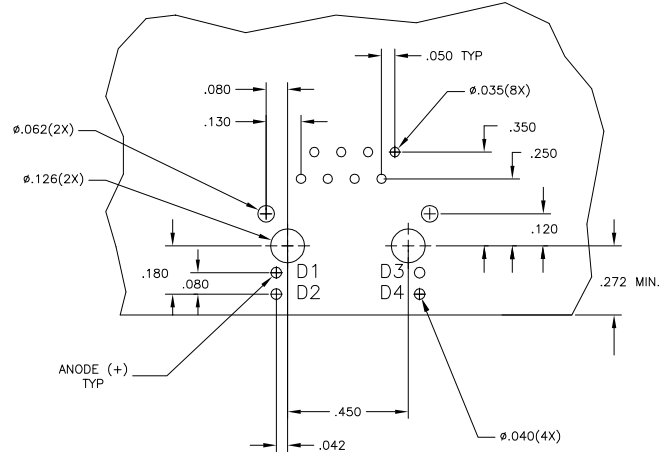 .050 TYP
.080
ø.035(8X)
.130
.350
ø.062(2X)
.250
ø.126(2X)
.120
.180
.080
D1
D3
.272 MIN.
D2
D4
ANODE (+)
TYP
.450
.042
ø.040(4X)